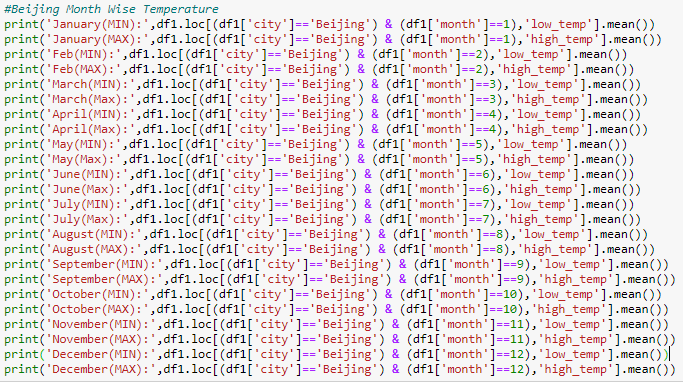 #Beijing Month Wise Temperature
print('January(MIN):',df1.loc[(df1['city']=='Beijing') & (df1['month']==1),'low_temp'].mean())
print('January(MAX):',df1.loc[(df1['city']=='Beijing') & (df1['month']==1),'high_temp'].mean())
print('Feb(MIN):',df1.loc[(df1['city']=='Beijing') & (df1['month']==2),'low_temp'].mean())
print('Feb(MAX):',df1.loc[(df1['city']=='Beijing') & (df1['month']==2),'high_temp'].mean())
print('March(MIN):',df1.loc[(df1['city']=='Beijing') & (df1['month']==3),'low_temp'].mean())
print('March(Max):',df1.loc[(df1['city']=='Beijing') & (df1['month']==3),'high_temp'].mean())
print('April(MIN):',df1.loc[(df1['city']=='Beijing') & (df1['month']==4),'low_temp'].mean())
print('April(Max):',df1.loc[(df1['city']=='Beijing') & (df1['month']==4),'high_temp'].mean())
print('May(MIN):',df1.loc[(df1['city']=='Beijing') & (df1['month']==5),'low_temp'].mean())
print('May(Max):',df1.loc[(df1['city']=='Beijing') & (df1['month']==5),'high_temp'].mean())
print('June(MIN):',df1.loc[(df1['city']=='Beijing') & (df1['month']==6),'low_temp'].mean())
print('June(Max):',df1.loc[(df1['city']=='Beijing') & (df1['month']==6),'high_temp'].mean())
print('July(MIN):',df1.loc[(df1['city']=='Beijing') & (df1['month']==7),'low_temp'].mean())
print('July(Max):',df1.loc[(df1['city']=='Beijing') & (df1['month']==7),'high_temp'].mean())
print('August(MIN):',df1.loc[(df1['city']=='Beijing') & (df1['month']==8),'low_temp'].mean())
print('August(MAX):',df1.loc[(df1['city']=='Beijing') & (df1['month']==8),'high_temp'].mean())
print('September(MIN):',df1.loc[(df1['city']=='Beijing') & (df1['month']==9),'low_temp'].mean())
print('September(MAX):',df1.loc[(df1['city']=='Beijing') & (df1['month']==9),'high_temp'].mean())
print('October(MIN):',df1.loc[(df1['city']=='Beijing') & (df1['month']==10),'low_temp'].mean())
print('October(MAX):',df1.loc[(df1['city']=='Beijing') & (df1['month']==10),'high_temp'].mean())
print('November(MIN):',df1.loc[(df1['city']=='Beijing') & (df1['month']==11),'low_temp'].mean())
print('November(MAX):',df1.loc[(df1['city']=='Beijing') & (df1['month']==11),'high_temp'].mean())
print('December(MIN):',df1.loc[(df1['city']=='Beijing') & (df1['month']==12),'low_temp'].mean())
print('December(MAX):',df1.loc[(df1['city']=='Beijing') & (df1['month']==12),'high_temp'].mean())